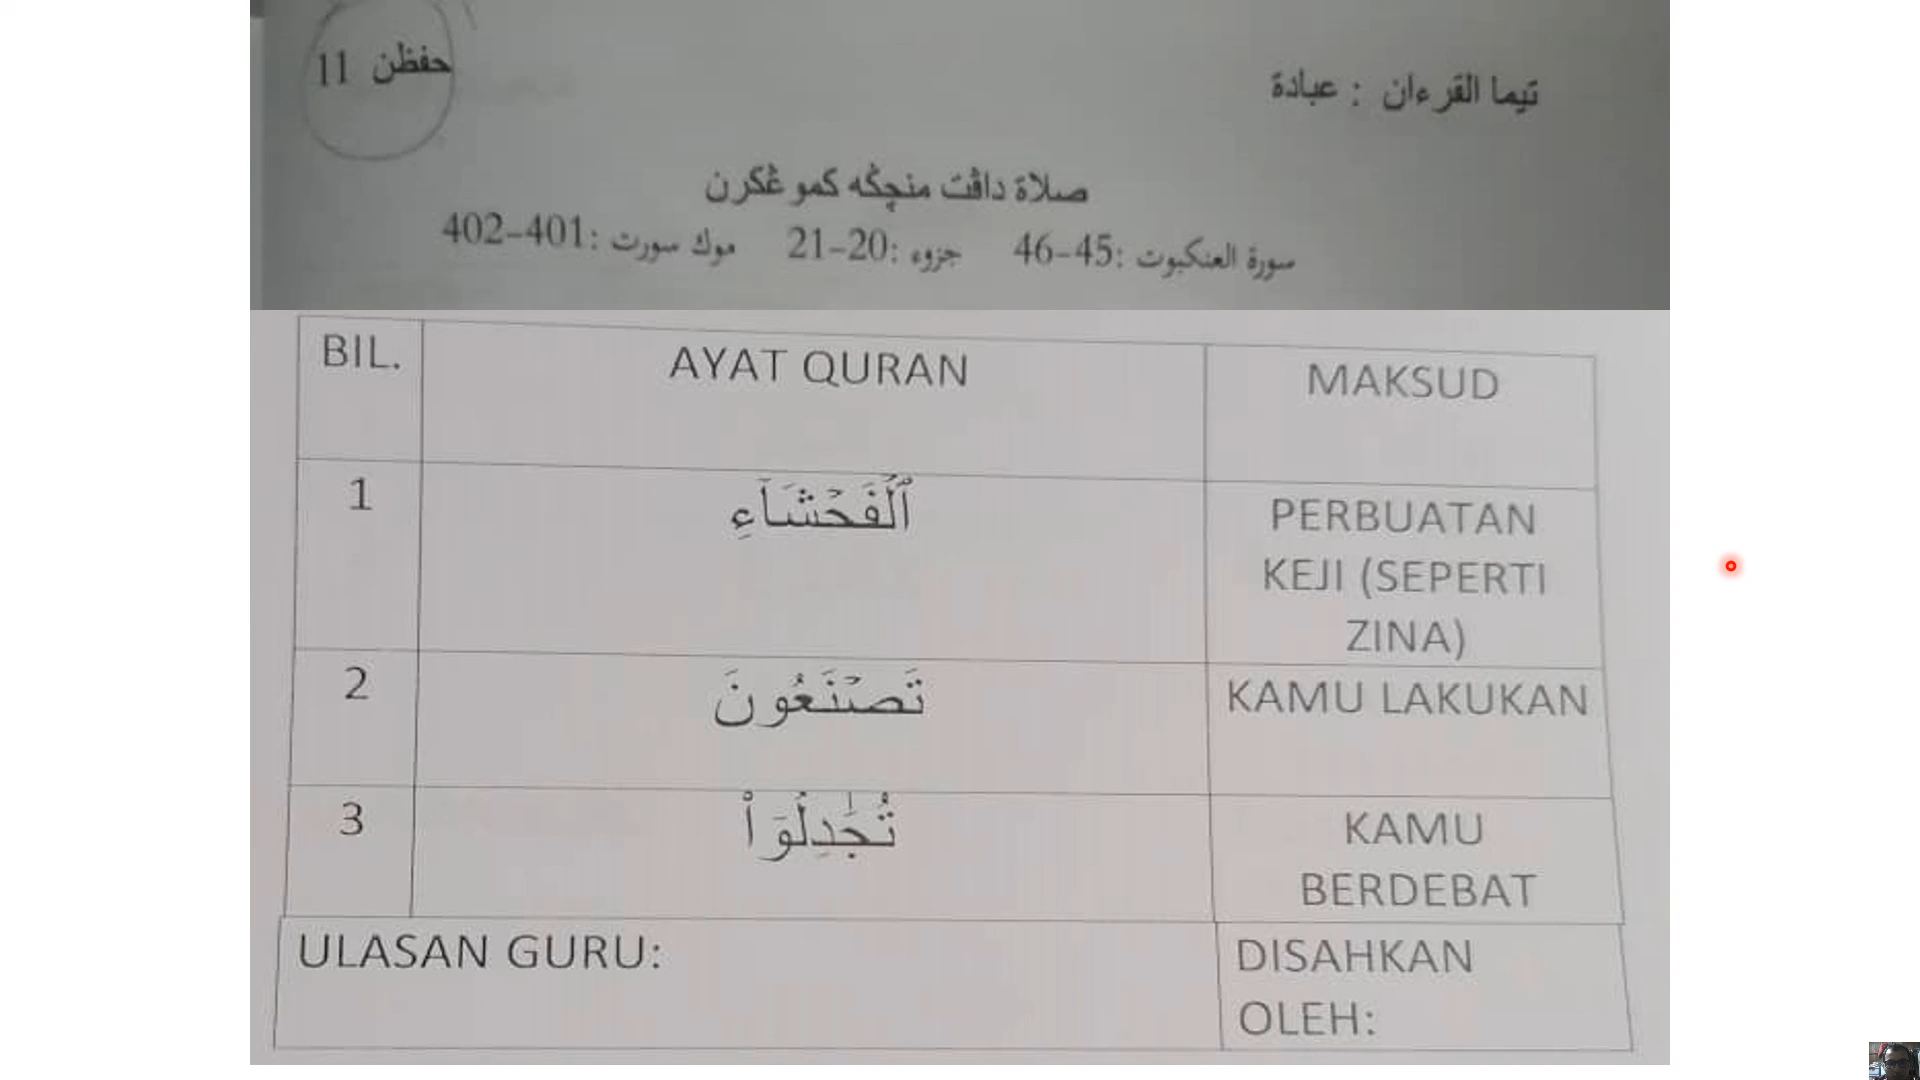 تيما القرءان : عبادة
حفظن 11
صلاة داڤت منچݢه كموڠكرن
سورة العنكبوت :45-46 جزوء :20-21 موك سورت :401-402
BIL. AYAT QURAN MAKSUD
1 ٱلۡفَحۡشَآءِ PERBUATAN
KEJI (SEPERTI
ZINA)
2 تَصۡنَعُونَ KAMU LAKUKAN
3 تُجَٰدِلُوٓاْ KAMU
BERDEBAT
ULASAN GURU: DISAHKAN
OLEH: